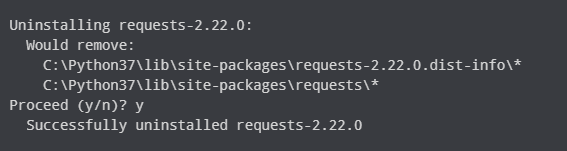 Uninstalling requests-2.22.0:
Would remove:
C:\Python37\lib\site-packages\requests-2.22.0.dist-info\*
C:\Python37\lib\site-packages\requests\*
Proceed (y/n)? y
Successfully uninstalled requests-2.22.0